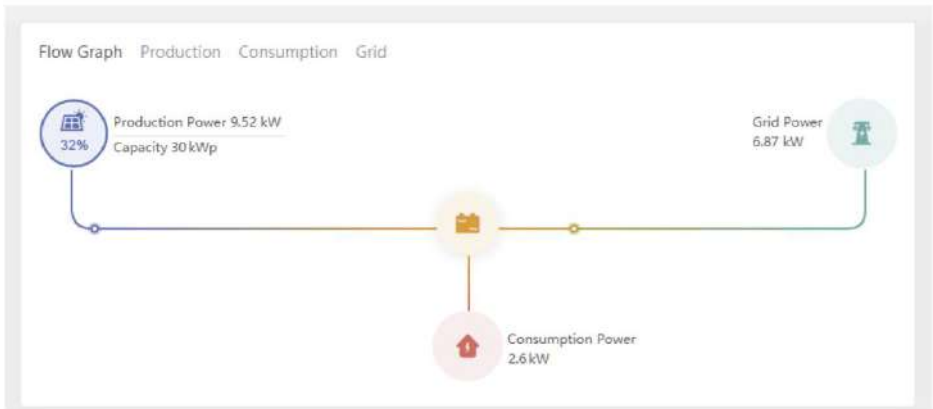 Flow Graph Production Consumption Grid
32%
Production Power 9.52 kW
Capacity 30 kWp
Grid Power
6.87 kW
Consumption Power
2.6 kW